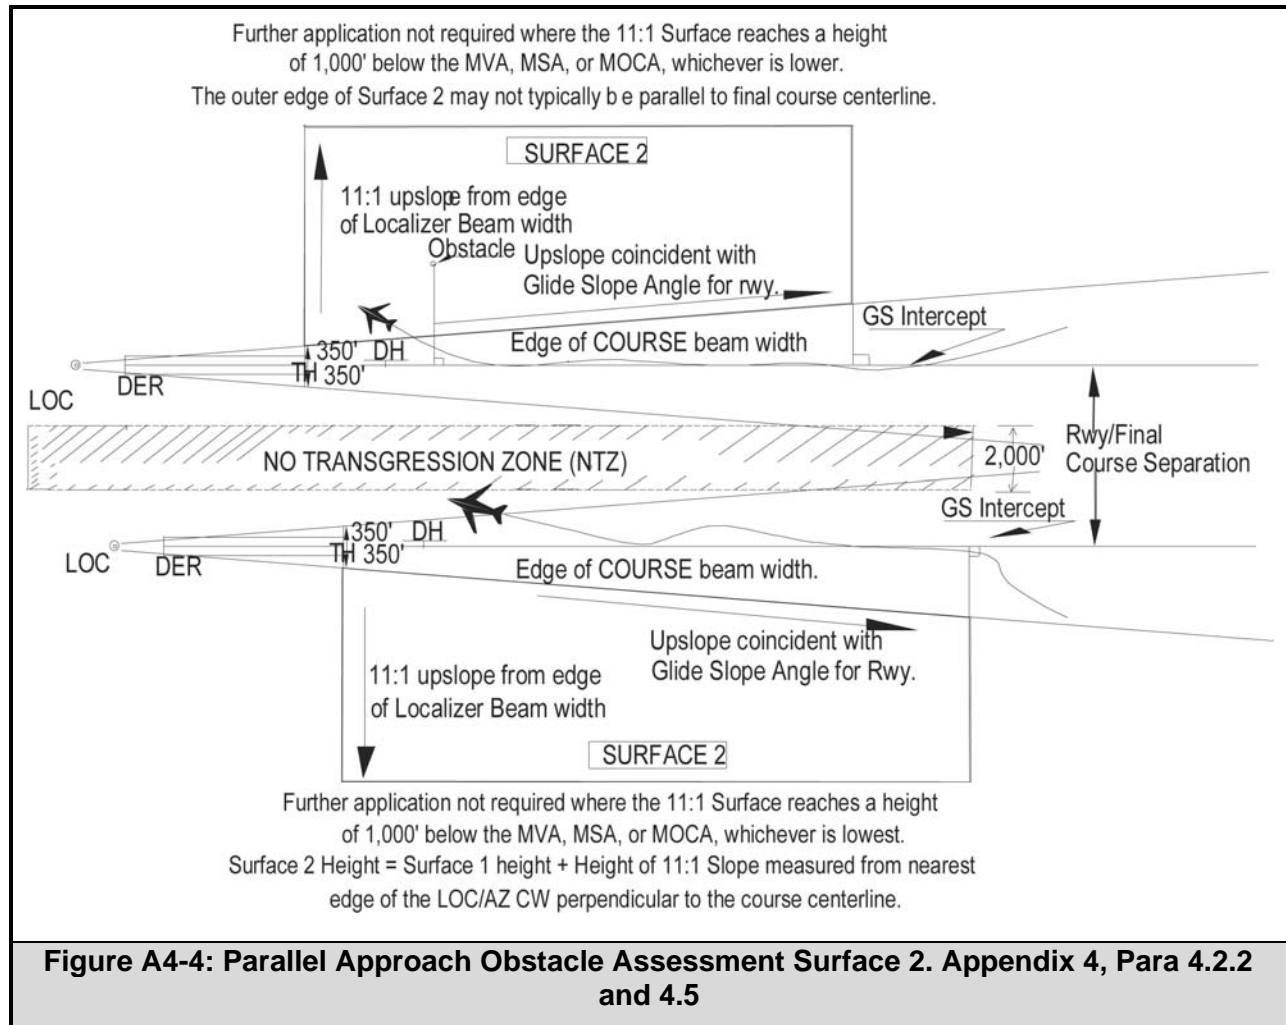 Further application not required where the 11:1 Surface reaches a height
of 1,000' below the MVA, MSA, or MOCA, whichever is lower.
The outer edge of Surface 2 may not typically b e parallel to final course centerline.
SURFACE 2
11:1 upslope from edge
of Localizer Beam width
Obstacle
Upslope coincident with
Glide Slope Angle for rwy.
GS Intercept
350' DH
Edge of COURSE beam width
TH 350'
DER
LOC
Rwy/Final
Course Separation
2,000'
NO TRANSGRESSION ZONE (NTZ)
GS Intercept
350' DH
TH 350'
LOC
DER
Edge of COURSE beam width.
Upslope coincident with
Glide Slope Angle for Rwy.
11:1 upslope from edge
of Localizer Beam width
SURFACE 2
Further application not required where the 11:1 Surface reaches a height
of 1,000' below the MVA, MSA, or MOCA, whichever is lowest.
Surface 2 Height = Surface 1 height + Height of 11:1 Slope measured from nearest
edge of the LOC/AZ CW perpendicular to the course centerline.
Figure A4-4: Parallel Approach Obstacle Assessment Surface 2. Appendix 4, Para 4.2.2
and 4.5